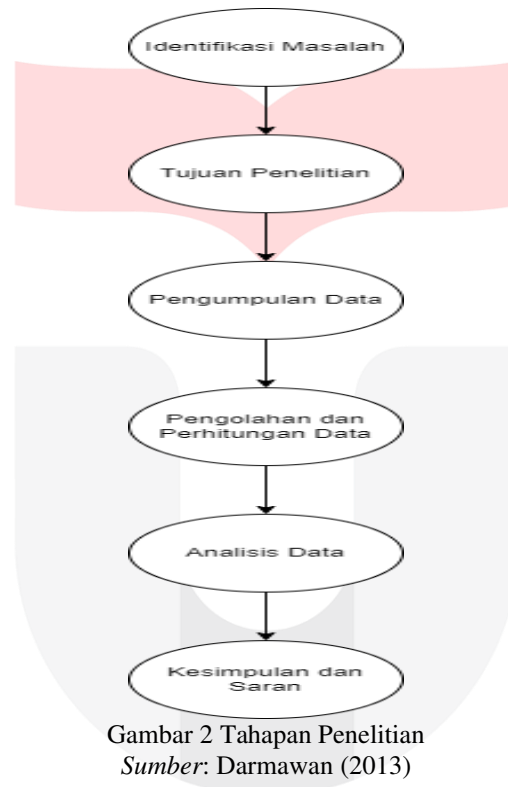 Identifikasi Masalah
Tujuan Penelitian
Pengumpulan Data
Pengolahan dan
Perhitungan Data
Analisis Data
Kesimpulan dan
Saran
Gambar 2 Tahapan Penelitian
Sumber: Darmawan (2013)